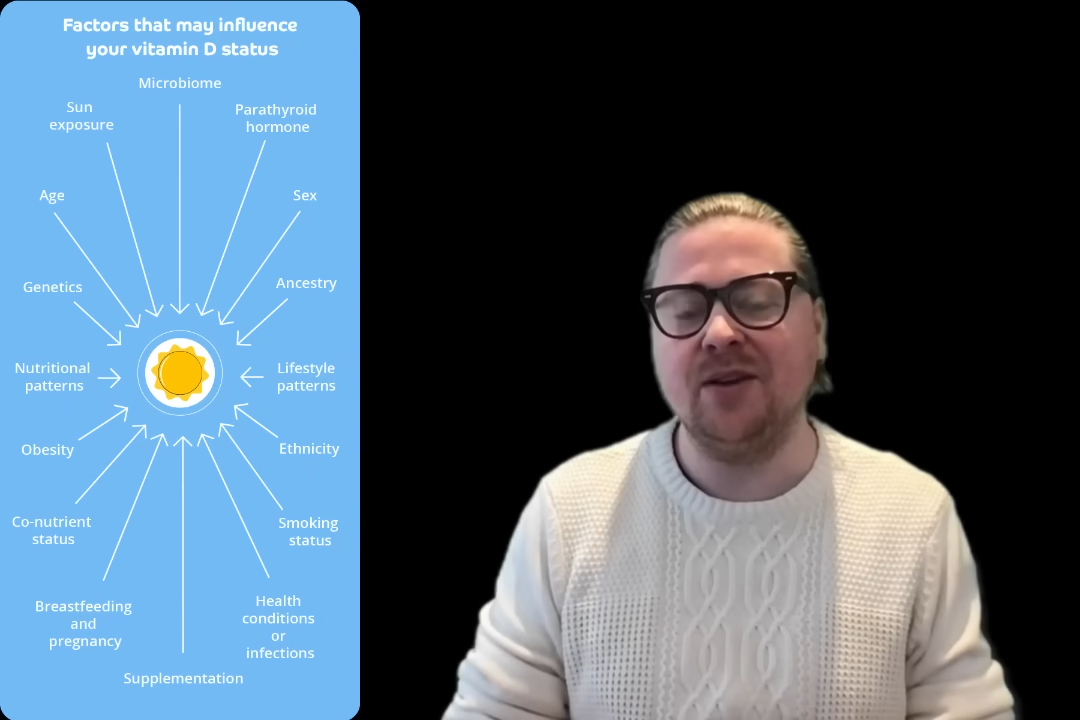 Factors that may influence
your vitamin D status
Microbiome
Sun
exposure
Parathyroid
hormone
Age
Sex
Genetics
Ancestry
Nutritional
patterns
Lifestyle
patterns
Obesity
Ethnicity
Co-nutrient
status
Smoking
status
Breastfeeding
and
pregnancy
Health
conditions
or
infections
Supplementation